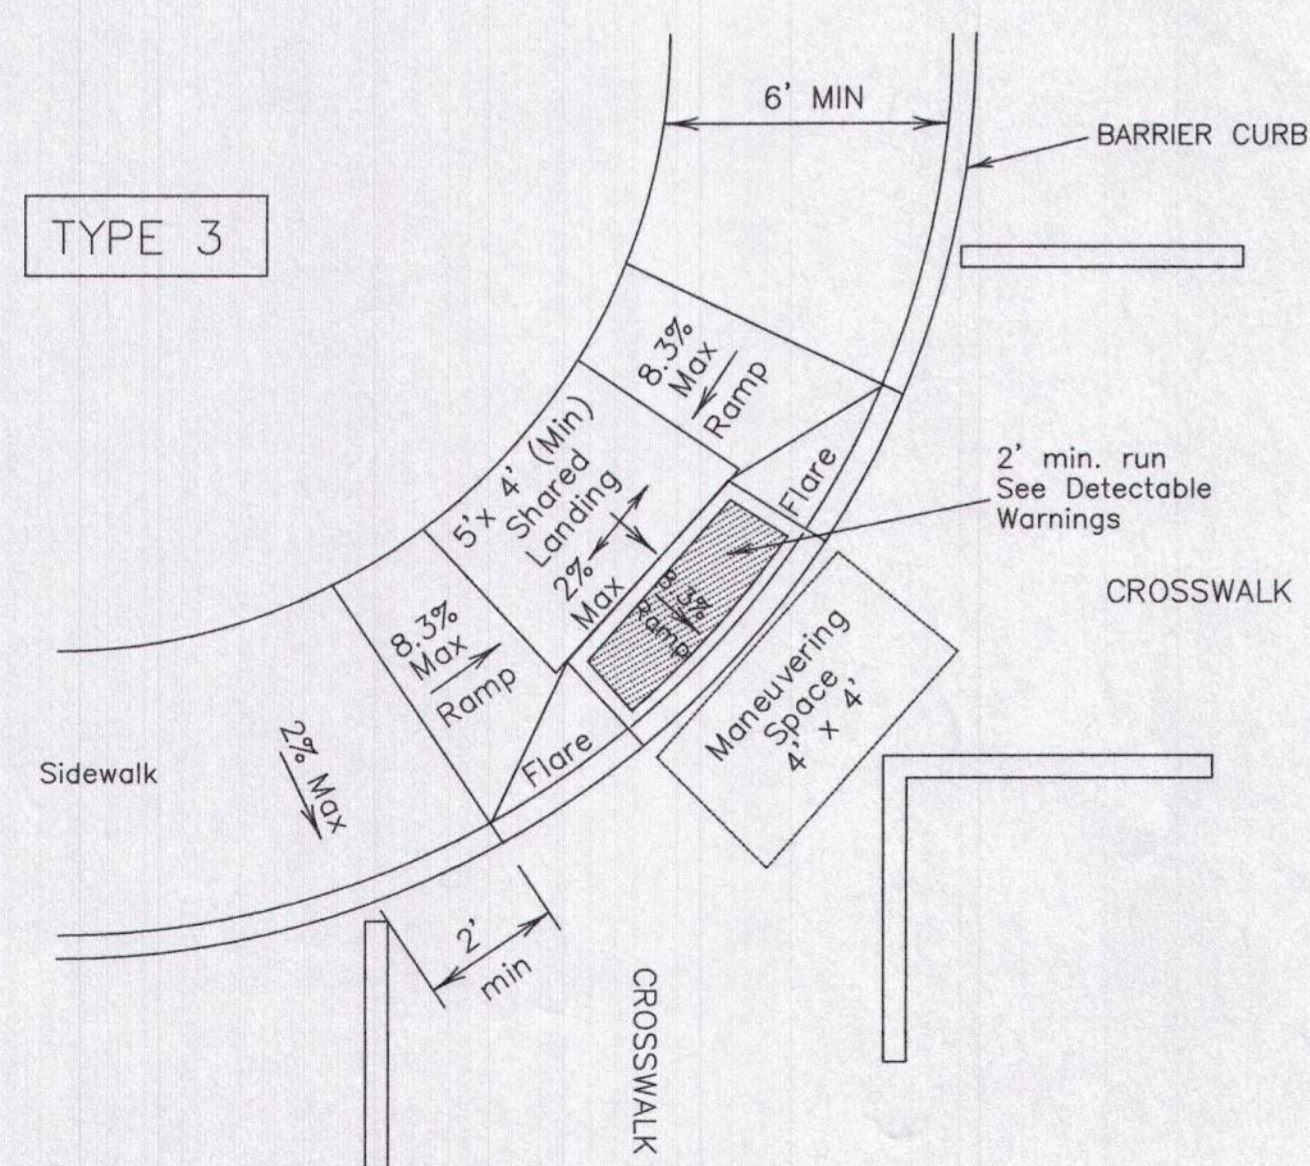 6' MIN
BARRIER CURB
TYPE 3
8.3%
Max
Ramp
5'x 4' (Min)
Shared
Landing
2%
Max
Flare
2' min. run
See Detectable
Warnings
8.3%
Ramp
CROSSWALK
8.3%
Max
Ramp
Maneuvering
Space
4' x 4'
Flare
2% Max
Sidewalk
2'
min
CROSSWALK